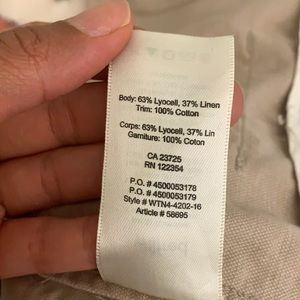 Body: 63% Lyocell, 37% Linen
Trim: 100% Cotton
Corps: 63% Lyocell, 37% Lin
Garniture: 100% Coton
CA 23725
RN 122354
P.O. # 4500053178
P.O. # 4500053179
Style # WTN4-4202-16
Article # 58695